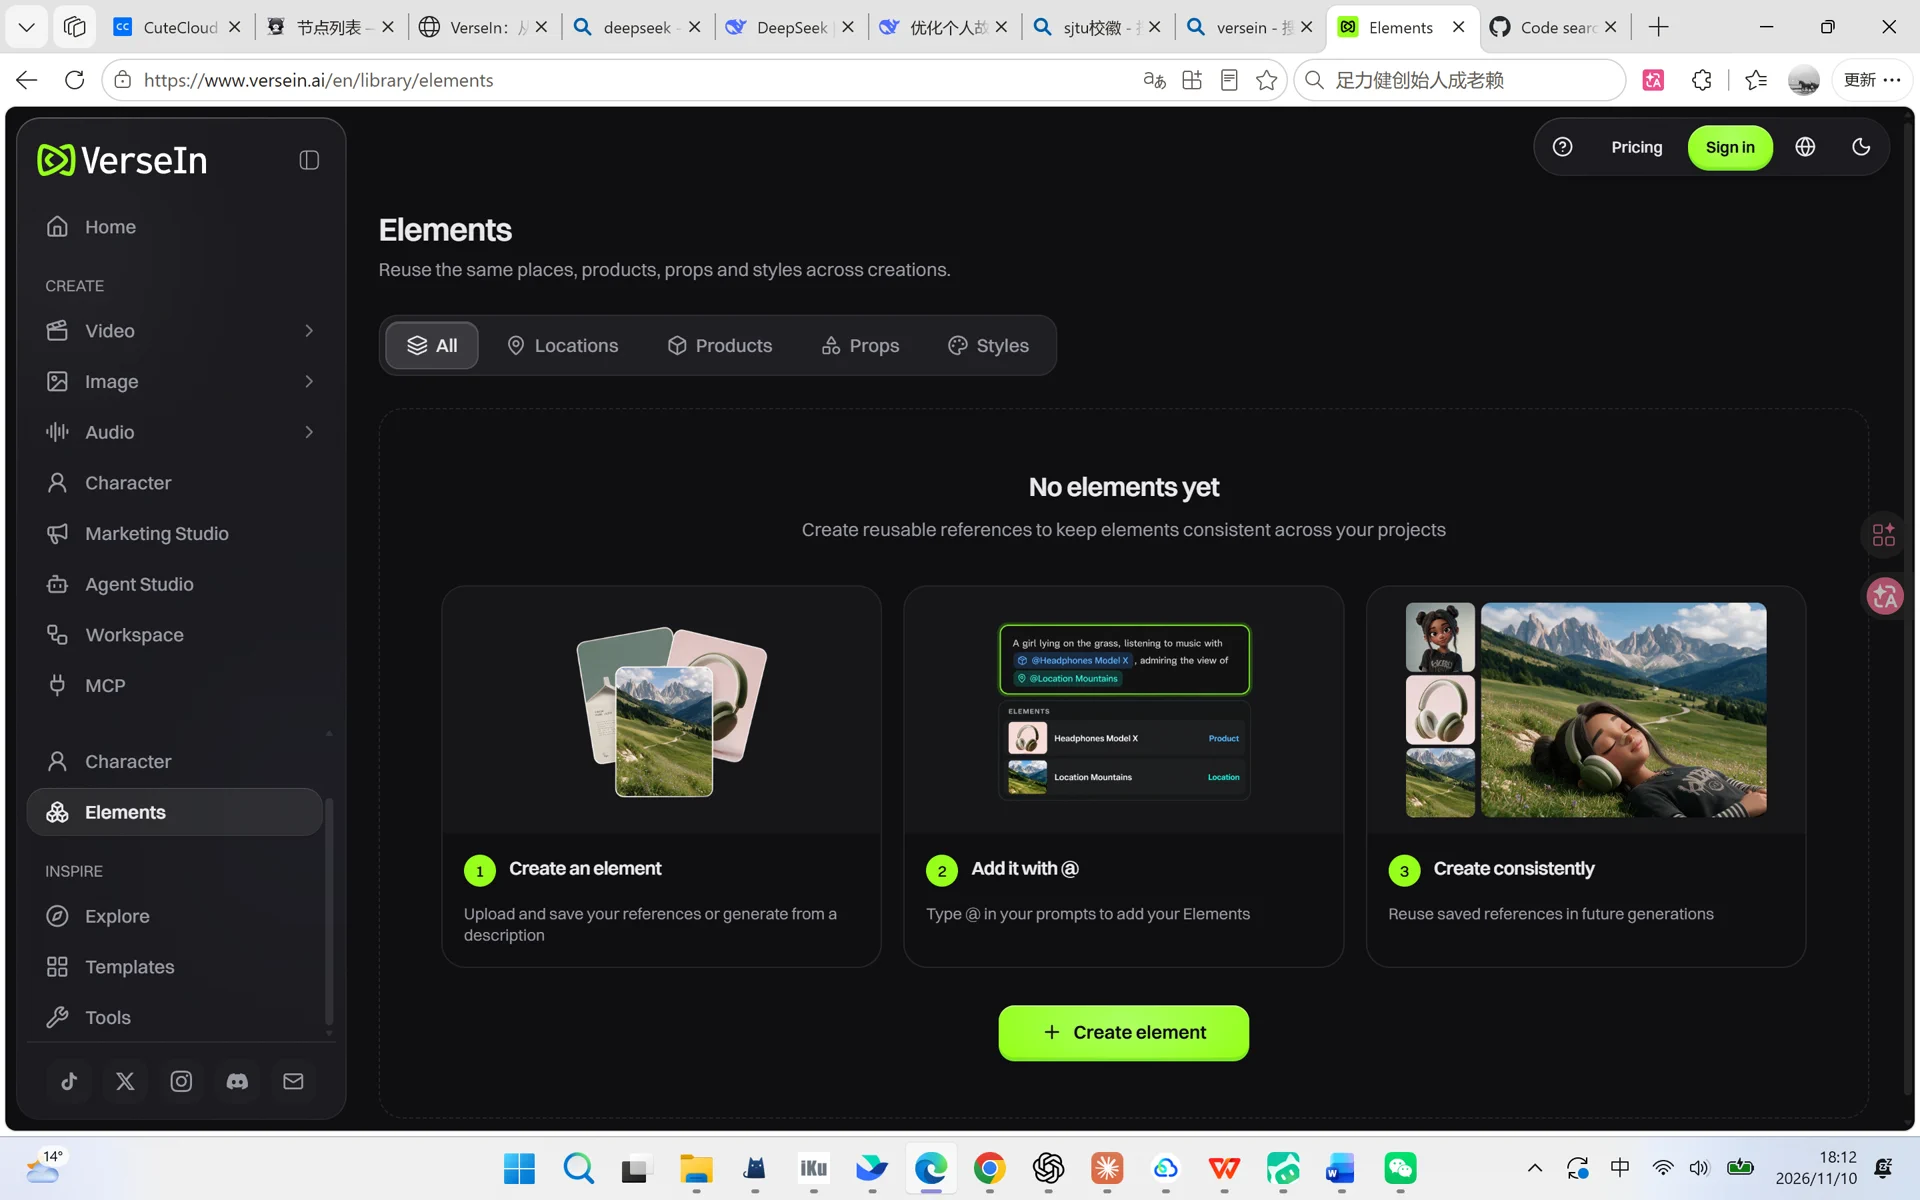 CuteCloud
节点列表 –
VerseIn：从
deepseek -
DeepSeek |
优化个人故
sjtu校徽 - 搜
versein - 搜
Elements
Code sear
https://www.versein.ai/en/library/elements
足力健创始人成老赖
更新
VerseIn
Pricing
Sign in
Home
CREATE
Video
Image
Audio
Character
Marketing Studio
Agent Studio
Workspace
MCP
Character
Elements
INSPIRE
Explore
Templates
Tools
Elements
Reuse the same places, products, props and styles across creations.
All
Locations
Products
Props
Styles
No elements yet
Create reusable references to keep elements consistent across your projects
A girl lying on the grass, listening to music with
@Headphones Model X , admiring the view of
@Location Mountains
ELEMENTS
Headphones Model X
Product
Location Mountains
Location
1 Create an element
Upload and save your references or generate from a
description
2 Add it with @
Type @ in your prompts to add your Elements
3 Create consistently
Reuse saved references in future generations
+ Create element
14°
iKu
中
18:12
2026/11/10